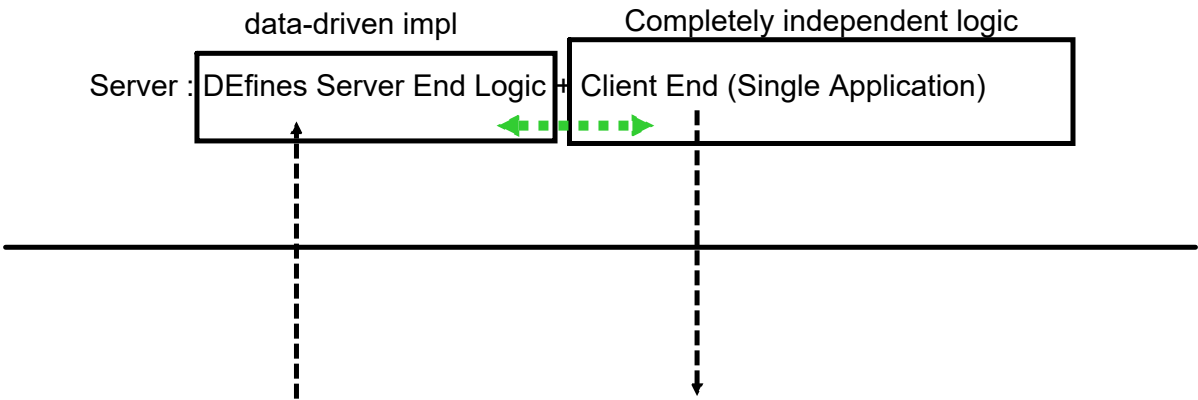 data-driven impl
Completely independent logic
Server : DEfines Server End Logic + Client End (Single Application)